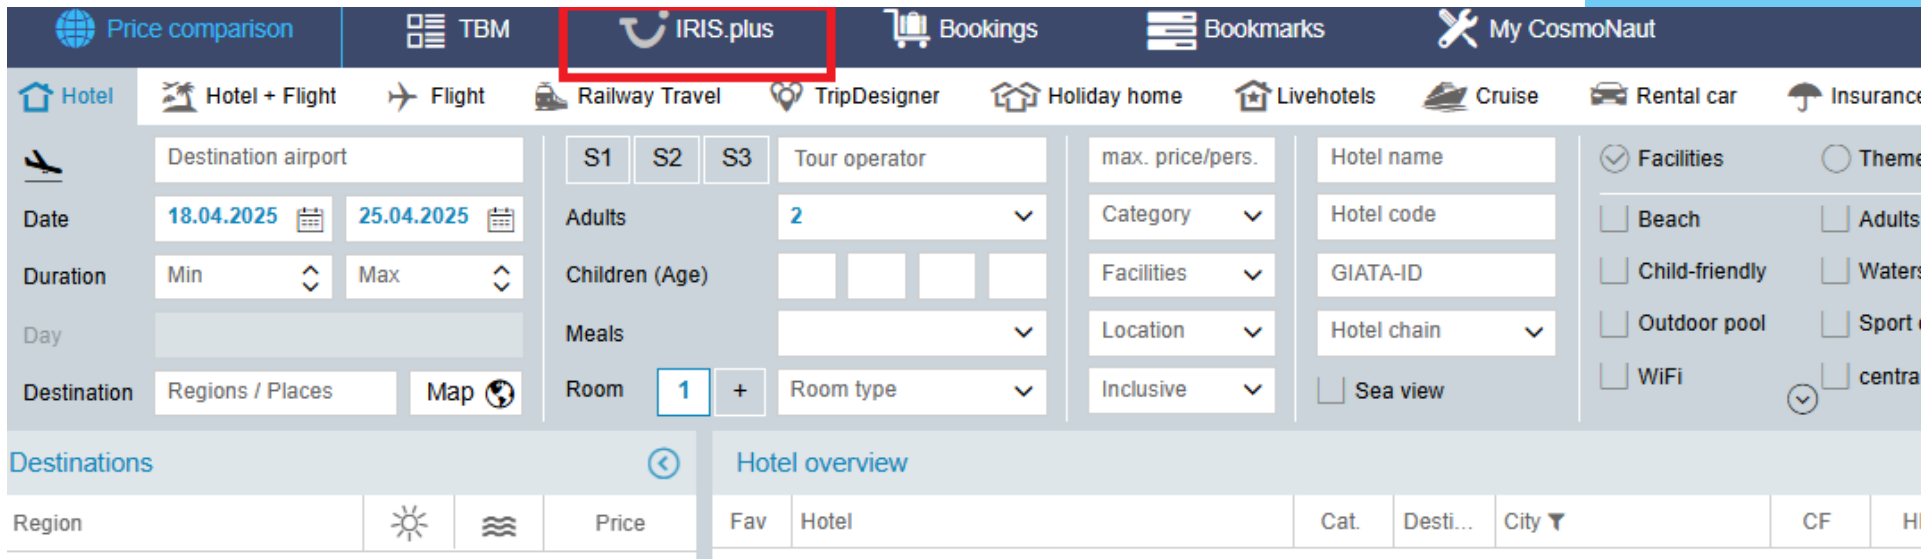 Price comparison TBM IRIS.plus Bookings Bookmarks My CosmoNaut
Hotel Hotel + Flight Flight Railway Travel TripDesigner Holiday home Livehotels Cruise Rental car Insurance
Destination airport S1 S2 S3 Tour operator max. price/pers. Hotel name Facilities Theme
Date 18.04.2025 25.04.2025 Adults 2 Category Hotel code Beach Adults
Duration Min Max Children (Age) Facilities GIATA-ID Child-friendly Waters
Day Meals Location Hotel chain Outdoor pool Sport
Destination Regions / Places Map Room 1 + Room type Inclusive Sea view WiFi centra
Destinations Hotel overview
Region Price Fav Hotel Cat. Desti... City CF H